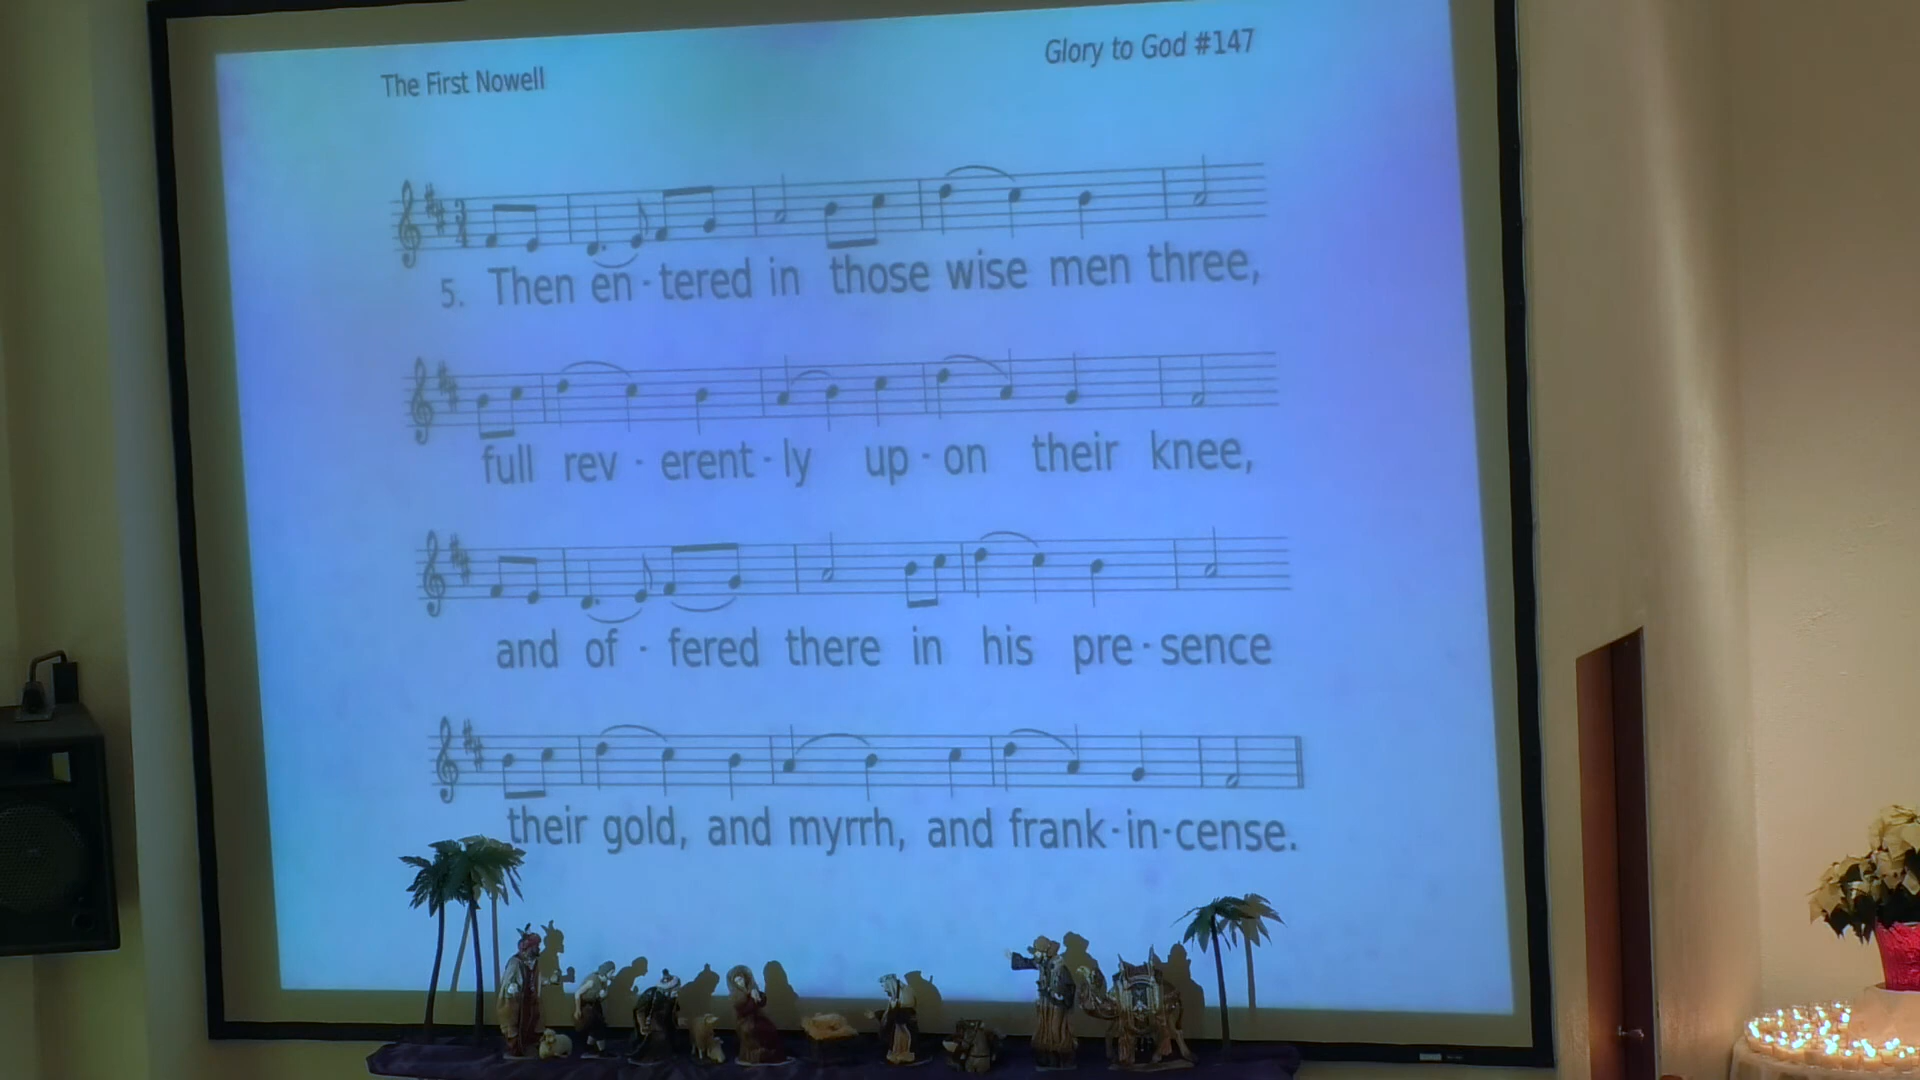 The First Nowell
Glory to God #147
5. Then en - tered in those wise men three,
full rev - erent - ly up - on their knee,
and of - fered there in his pre - sence
their gold, and myrrh, and frank - in - cense.